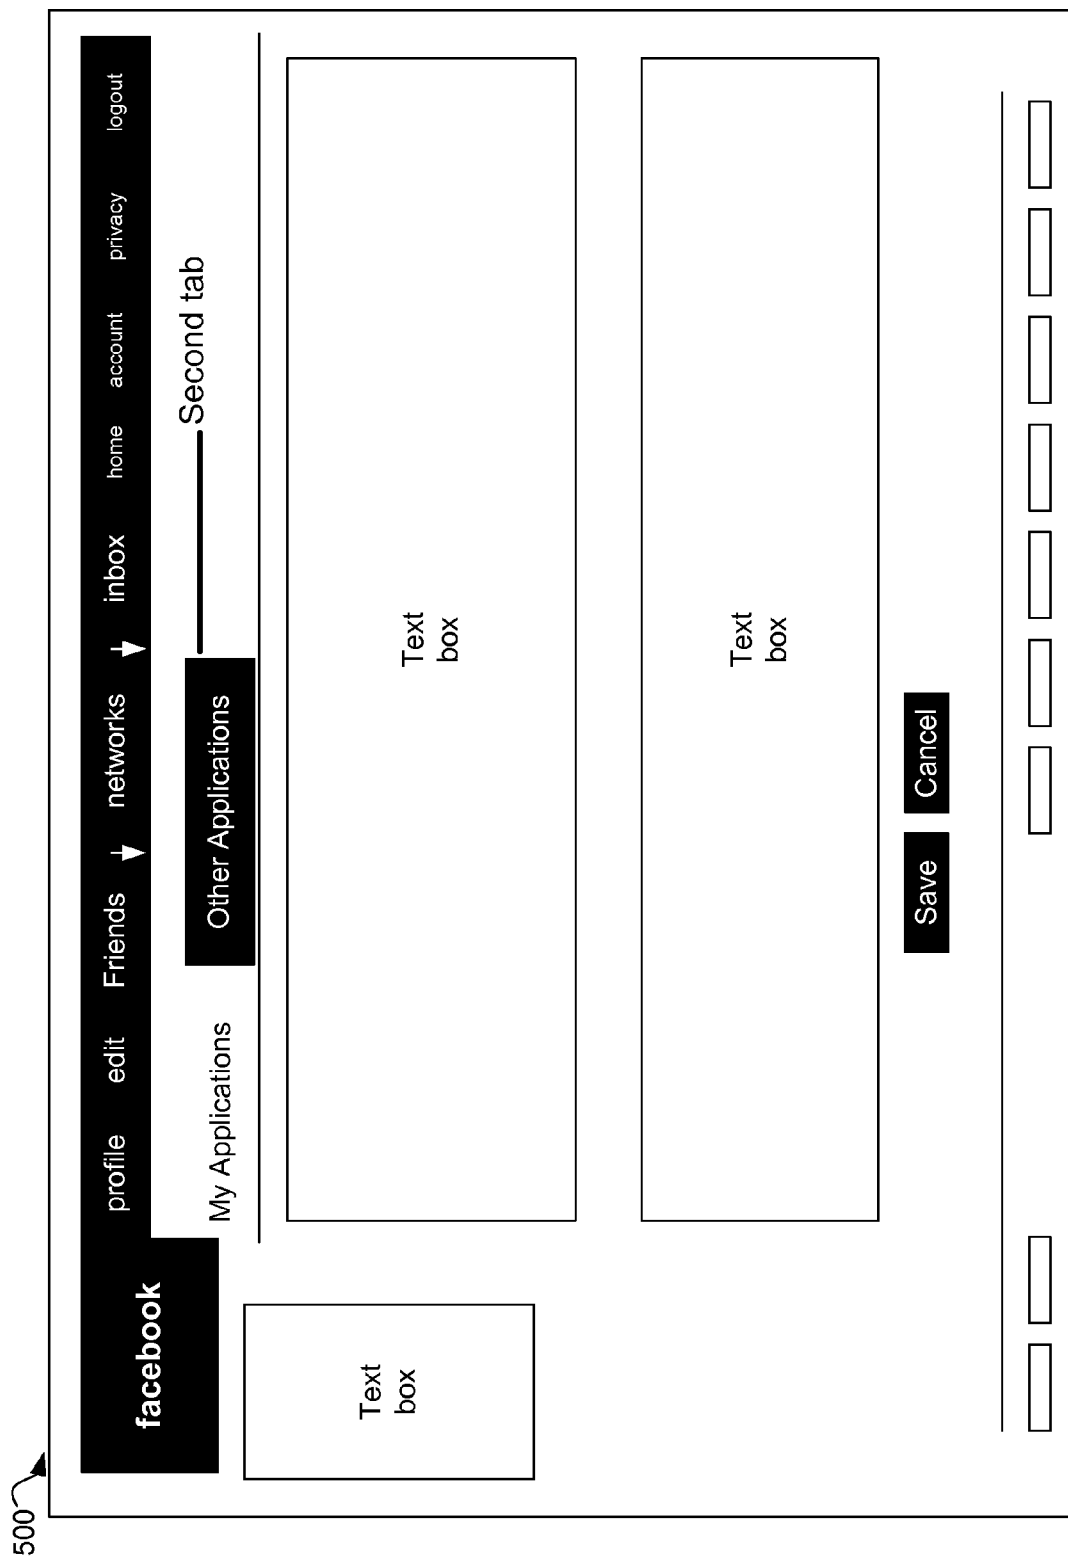 500
facebook
profile edit Friends networks inbox home account privacy logout
My Applications
Other Applications
Second tab
Text
box
Text
box
Text
box
Save Cancel